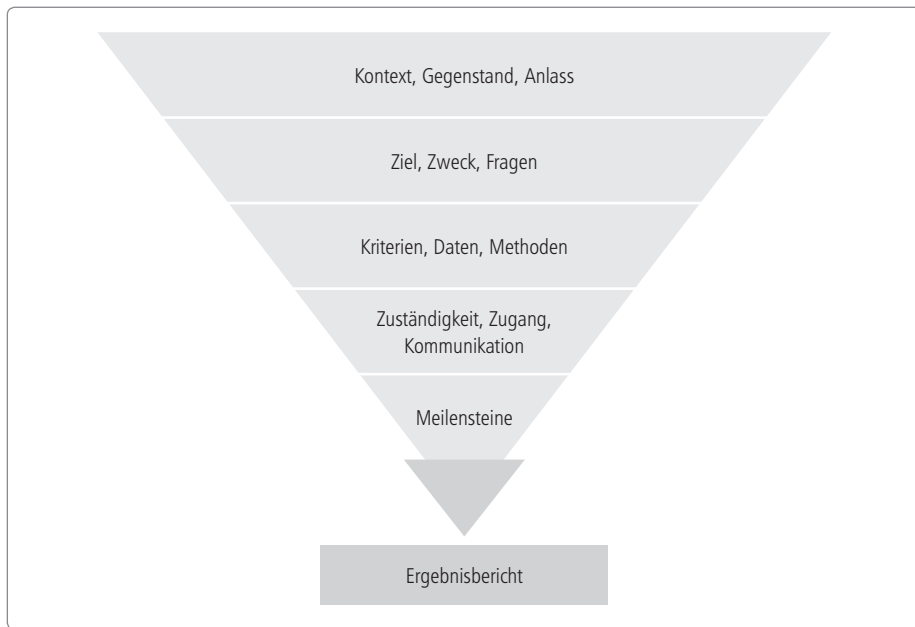 Kontext, Gegenstand, Anlass
Ziel, Zweck, Fragen
Kriterien, Daten, Methoden
Zuständigkeit, Zugang,
Kommunikation
Meilensteine
Ergebnisbericht